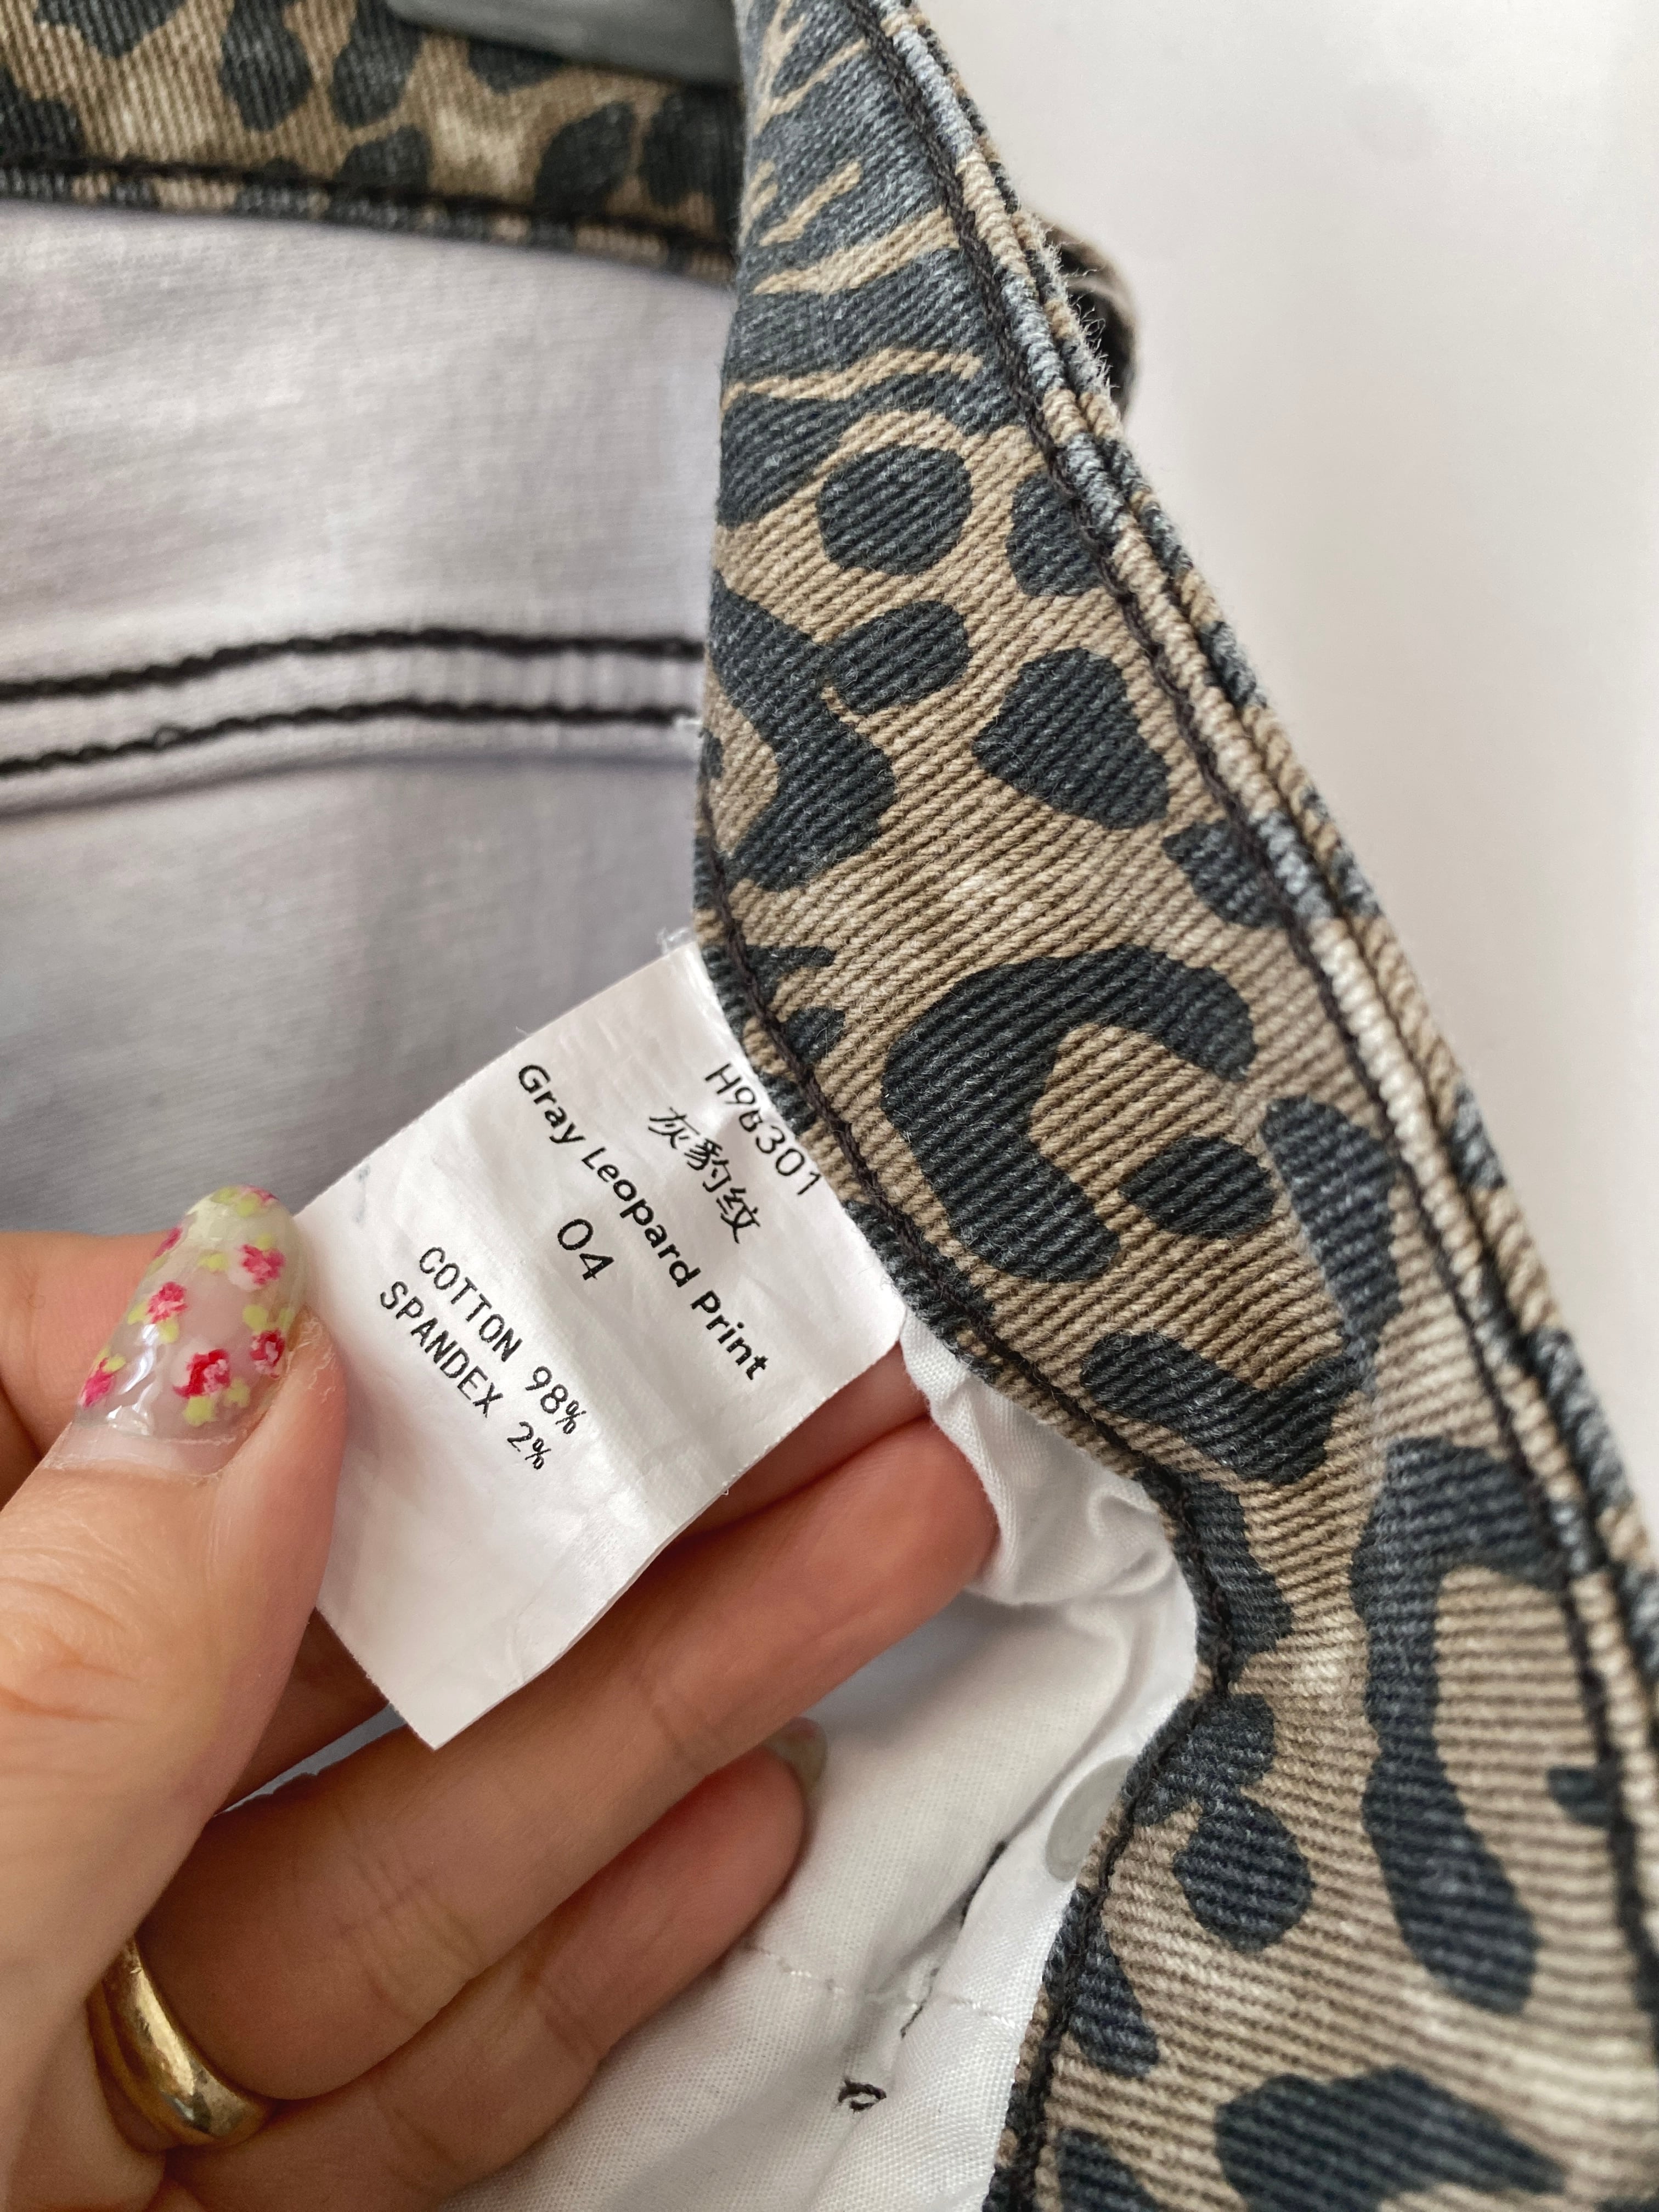 H98301
灰豹纹
Gray Leopard Print
04
COTTON 98%
SPANDEX 2%